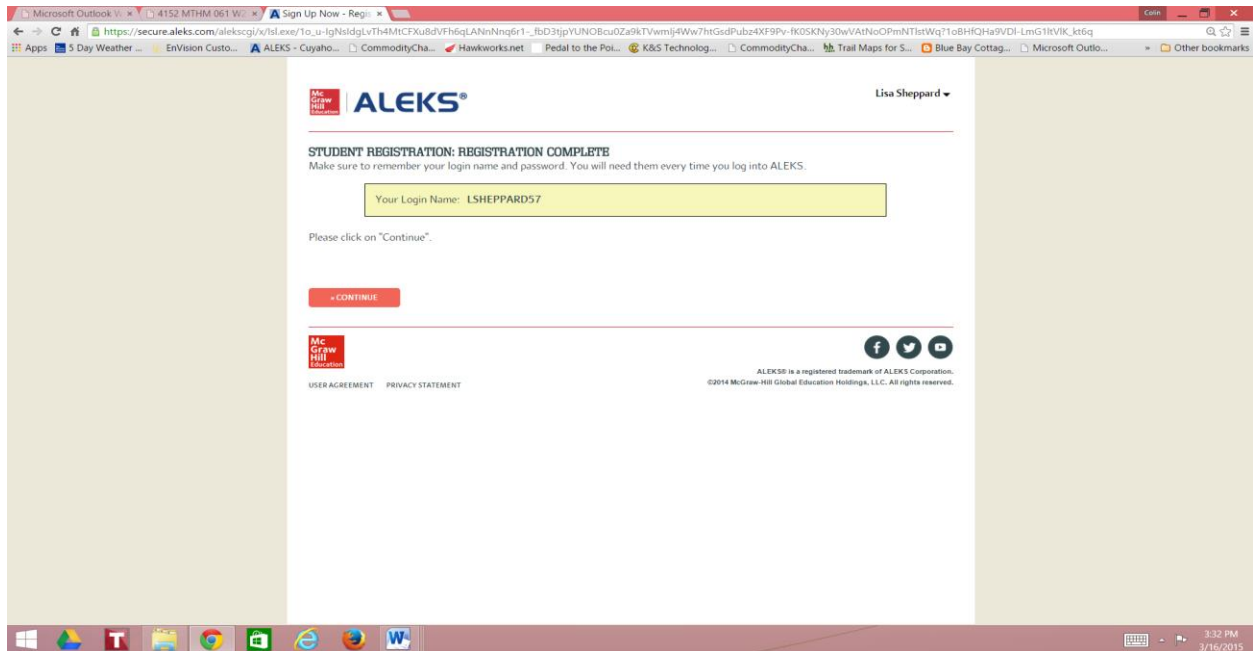 Microsoft Outlook W
4152 MTHM 061 W2
Sign Up Now - Regis
Colin
https://secure.aleks.com/alekscgi/x/Isl.exe/
Apps
5 Day Weather ...
EnVision Custo...
ALEKS - Cuyaho...
CommodityCha...
Hawkworks.net
Pedal to the Poi...
K&S Technolog...
CommodityCha...
Trail Maps for S...
Blue Bay Cottag...
Microsoft Outlo...
»
Other bookmarks
Mc
Graw
Hill
Education
ALEKS®
Lisa Sheppard
STUDENT REGISTRATION: REGISTRATION COMPLETE
Make sure to remember your login name and password. You will need them every time you log into ALEKS.
Your Login Name: LSHEPPARD57
Please click on "Continue".
» CONTINUE
Mc
Graw
Hill
Education
ALEKS® is a registered trademark of ALEKS Corporation.
USER AGREEMENT PRIVACY STATEMENT
©2014 McGraw-Hill Global Education Holdings, LLC. All rights reserved.
3:32 PM
3/16/2015